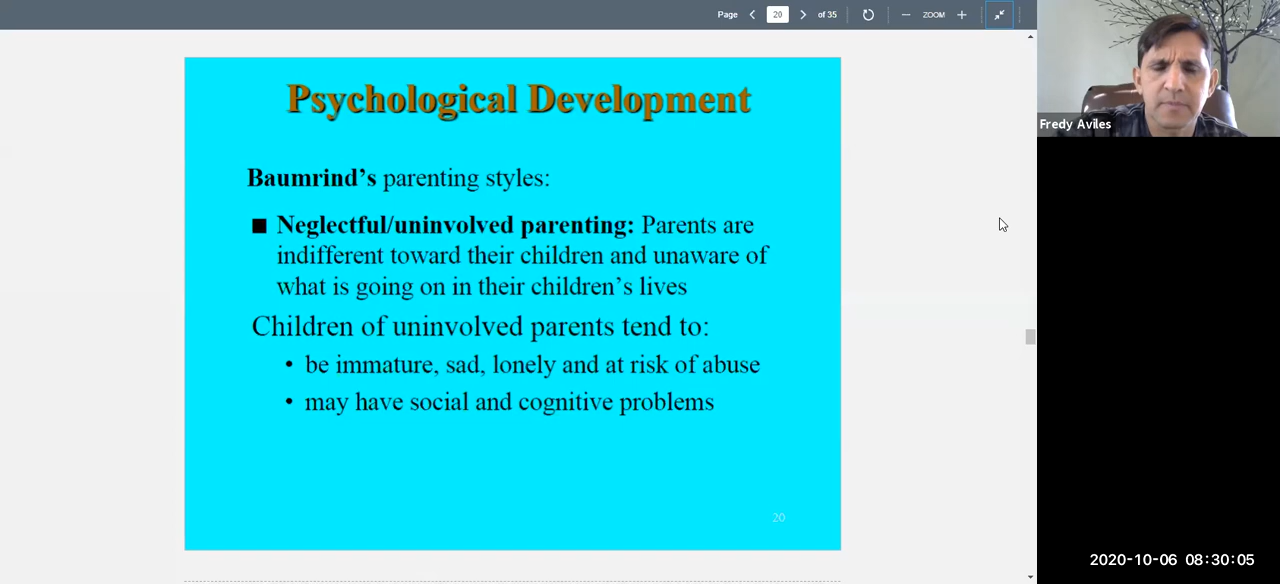 Page 20 of 35 ZOOM
Fredy Aviles
Psychological Development
Baumrind's parenting styles:
■ Neglectful/uninvolved parenting: Parents are
indifferent toward their children and unaware of
what is going on in their children's lives
Children of uninvolved parents tend to:
• be immature, sad, lonely and at risk of abuse
• may have social and cognitive problems
20
2020-10-06 08:30:05